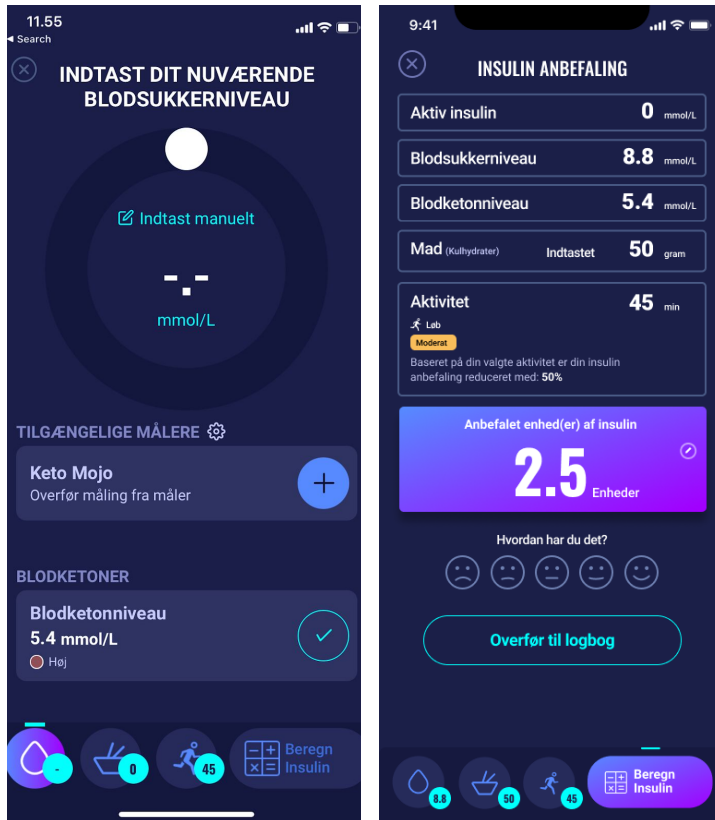 11.55
◀ Search
INDTAST DIT NUVÆRENDE
BLODSUKKERNIVEAU
Indtast manuelt
-.-
mmol/L
TILGÆNGELIGE MÅLERE
Keto Mojo
Overfør måling fra måler
BLODKETONER
Blodketonniveau
5.4 mmol/L
Høj
-
0
45
Beregn
Insulin
9:41
INSULIN ANBEFALING
Aktiv insulin 0 mmol/L
Blodsukkerniveau 8.8 mmol/L
Blodketonniveau 5.4 mmol/L
Mad (Kulhydrater) Indtastet 50 gram
Aktivitet 45 min
Løb
Moderat
Baseret på din valgte aktivitet er din insulin
anbefaling reduceret med: 50%
Anbefalet enhed(er) af insulin
2.5 Enheder
Hvordan har du det?
Overfør til logbog
8.8
50
45
Beregn
Insulin